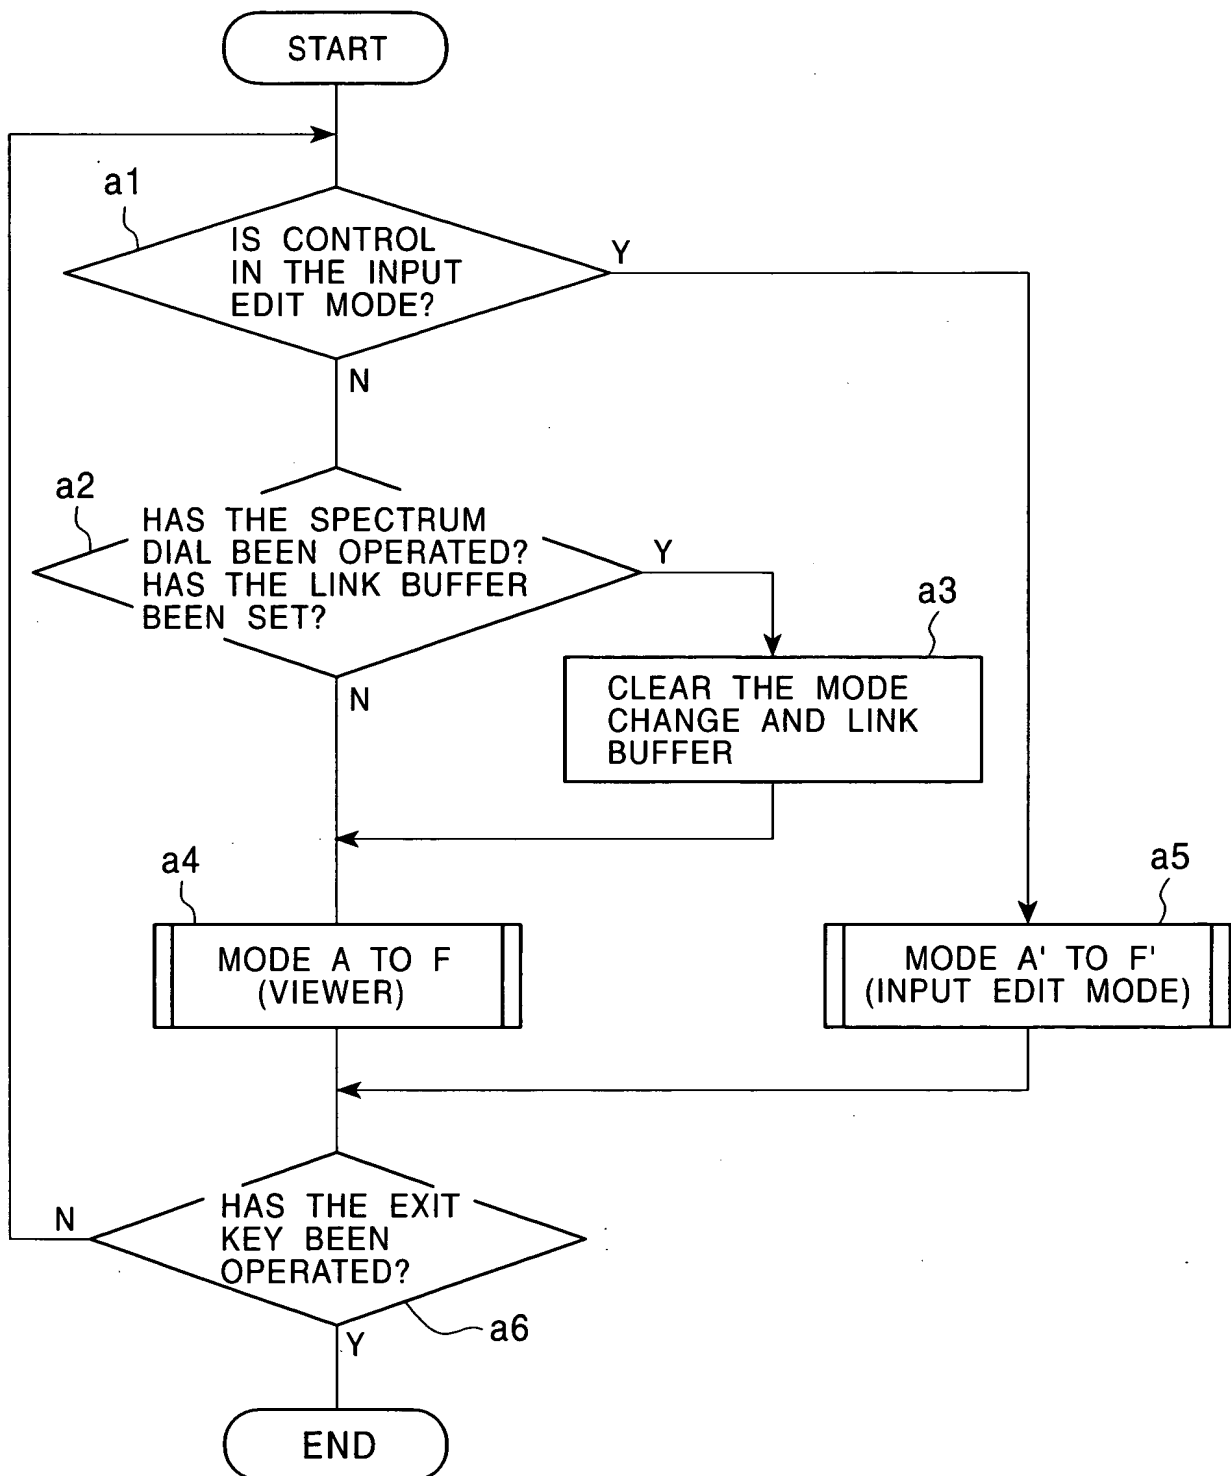 START
a1
IS CONTROL
IN THE INPUT
EDIT MODE?
Y
N
a2
HAS THE SPECTRUM
DIAL BEEN OPERATED?
HAS THE LINK BUFFER
BEEN SET?
Y
N
a3
CLEAR THE MODE
CHANGE AND LINK
BUFFER
a4
MODE A TO F
(VIEWER)
a5
MODE A' TO F'
(INPUT EDIT MODE)
HAS THE EXIT
KEY BEEN
OPERATED?
N
a6
Y
END